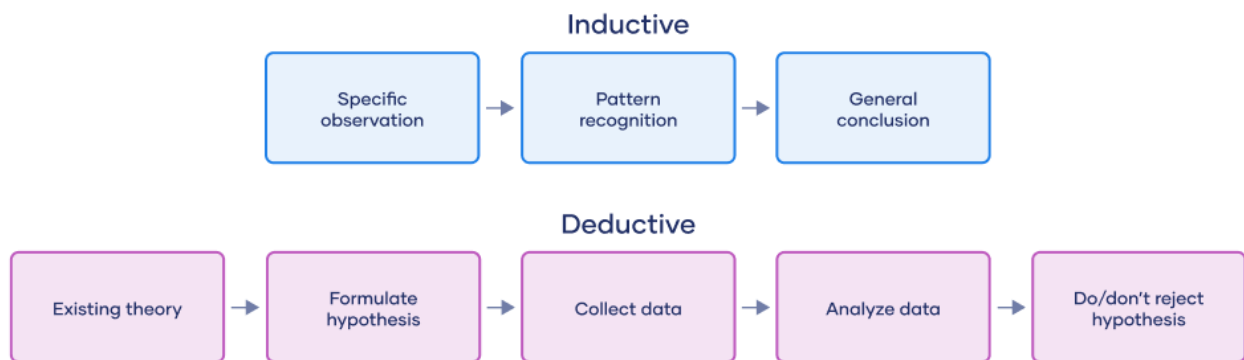 Inductive
Specific
observation
Pattern
recognition
General
conclusion
Deductive
Existing theory
Formulate
hypothesis
Collect data
Analyze data
Do/don’t reject
hypothesis